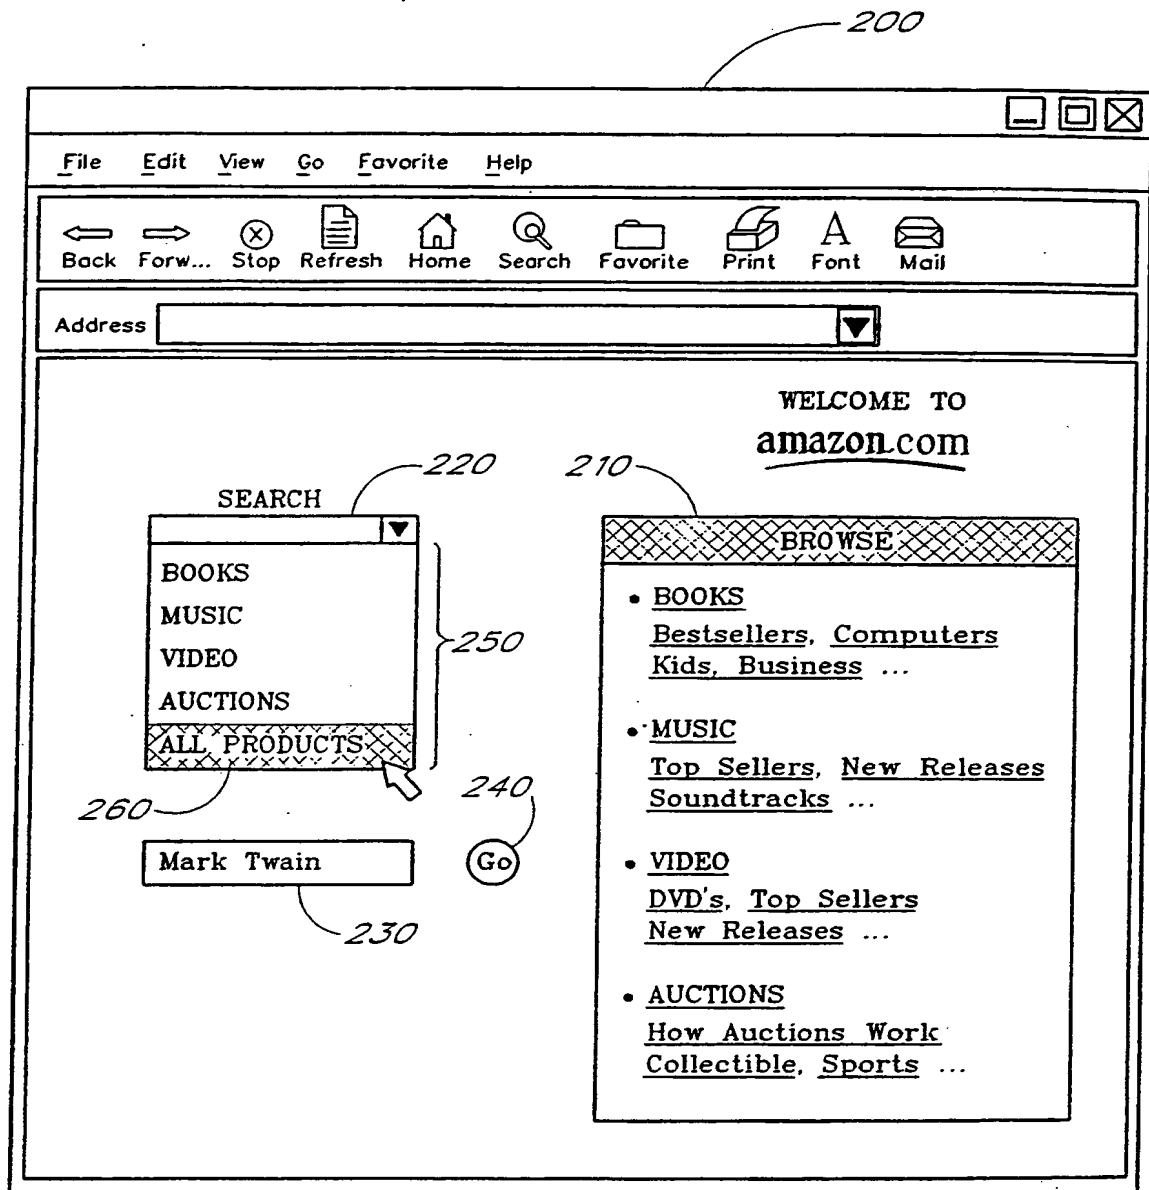 200
File Edit View Go Favorite Help
Back Forw... Stop Refresh Home Search Favorite Print Font Mail
Address
WELCOME TO
amazon.com
220
210
SEARCH
BOOKS
MUSIC
VIDEO
AUCTIONS
ALL PRODUCTS
250
260
240
Mark Twain
Go
230
BROWSE
• BOOKS
Bestsellers, Computers
Kids, Business ...
• MUSIC
Top Sellers, New Releases
Soundtracks ...
• VIDEO
DVD's, Top Sellers
New Releases ...
• AUCTIONS
How Auctions Work
Collectible, Sports ...